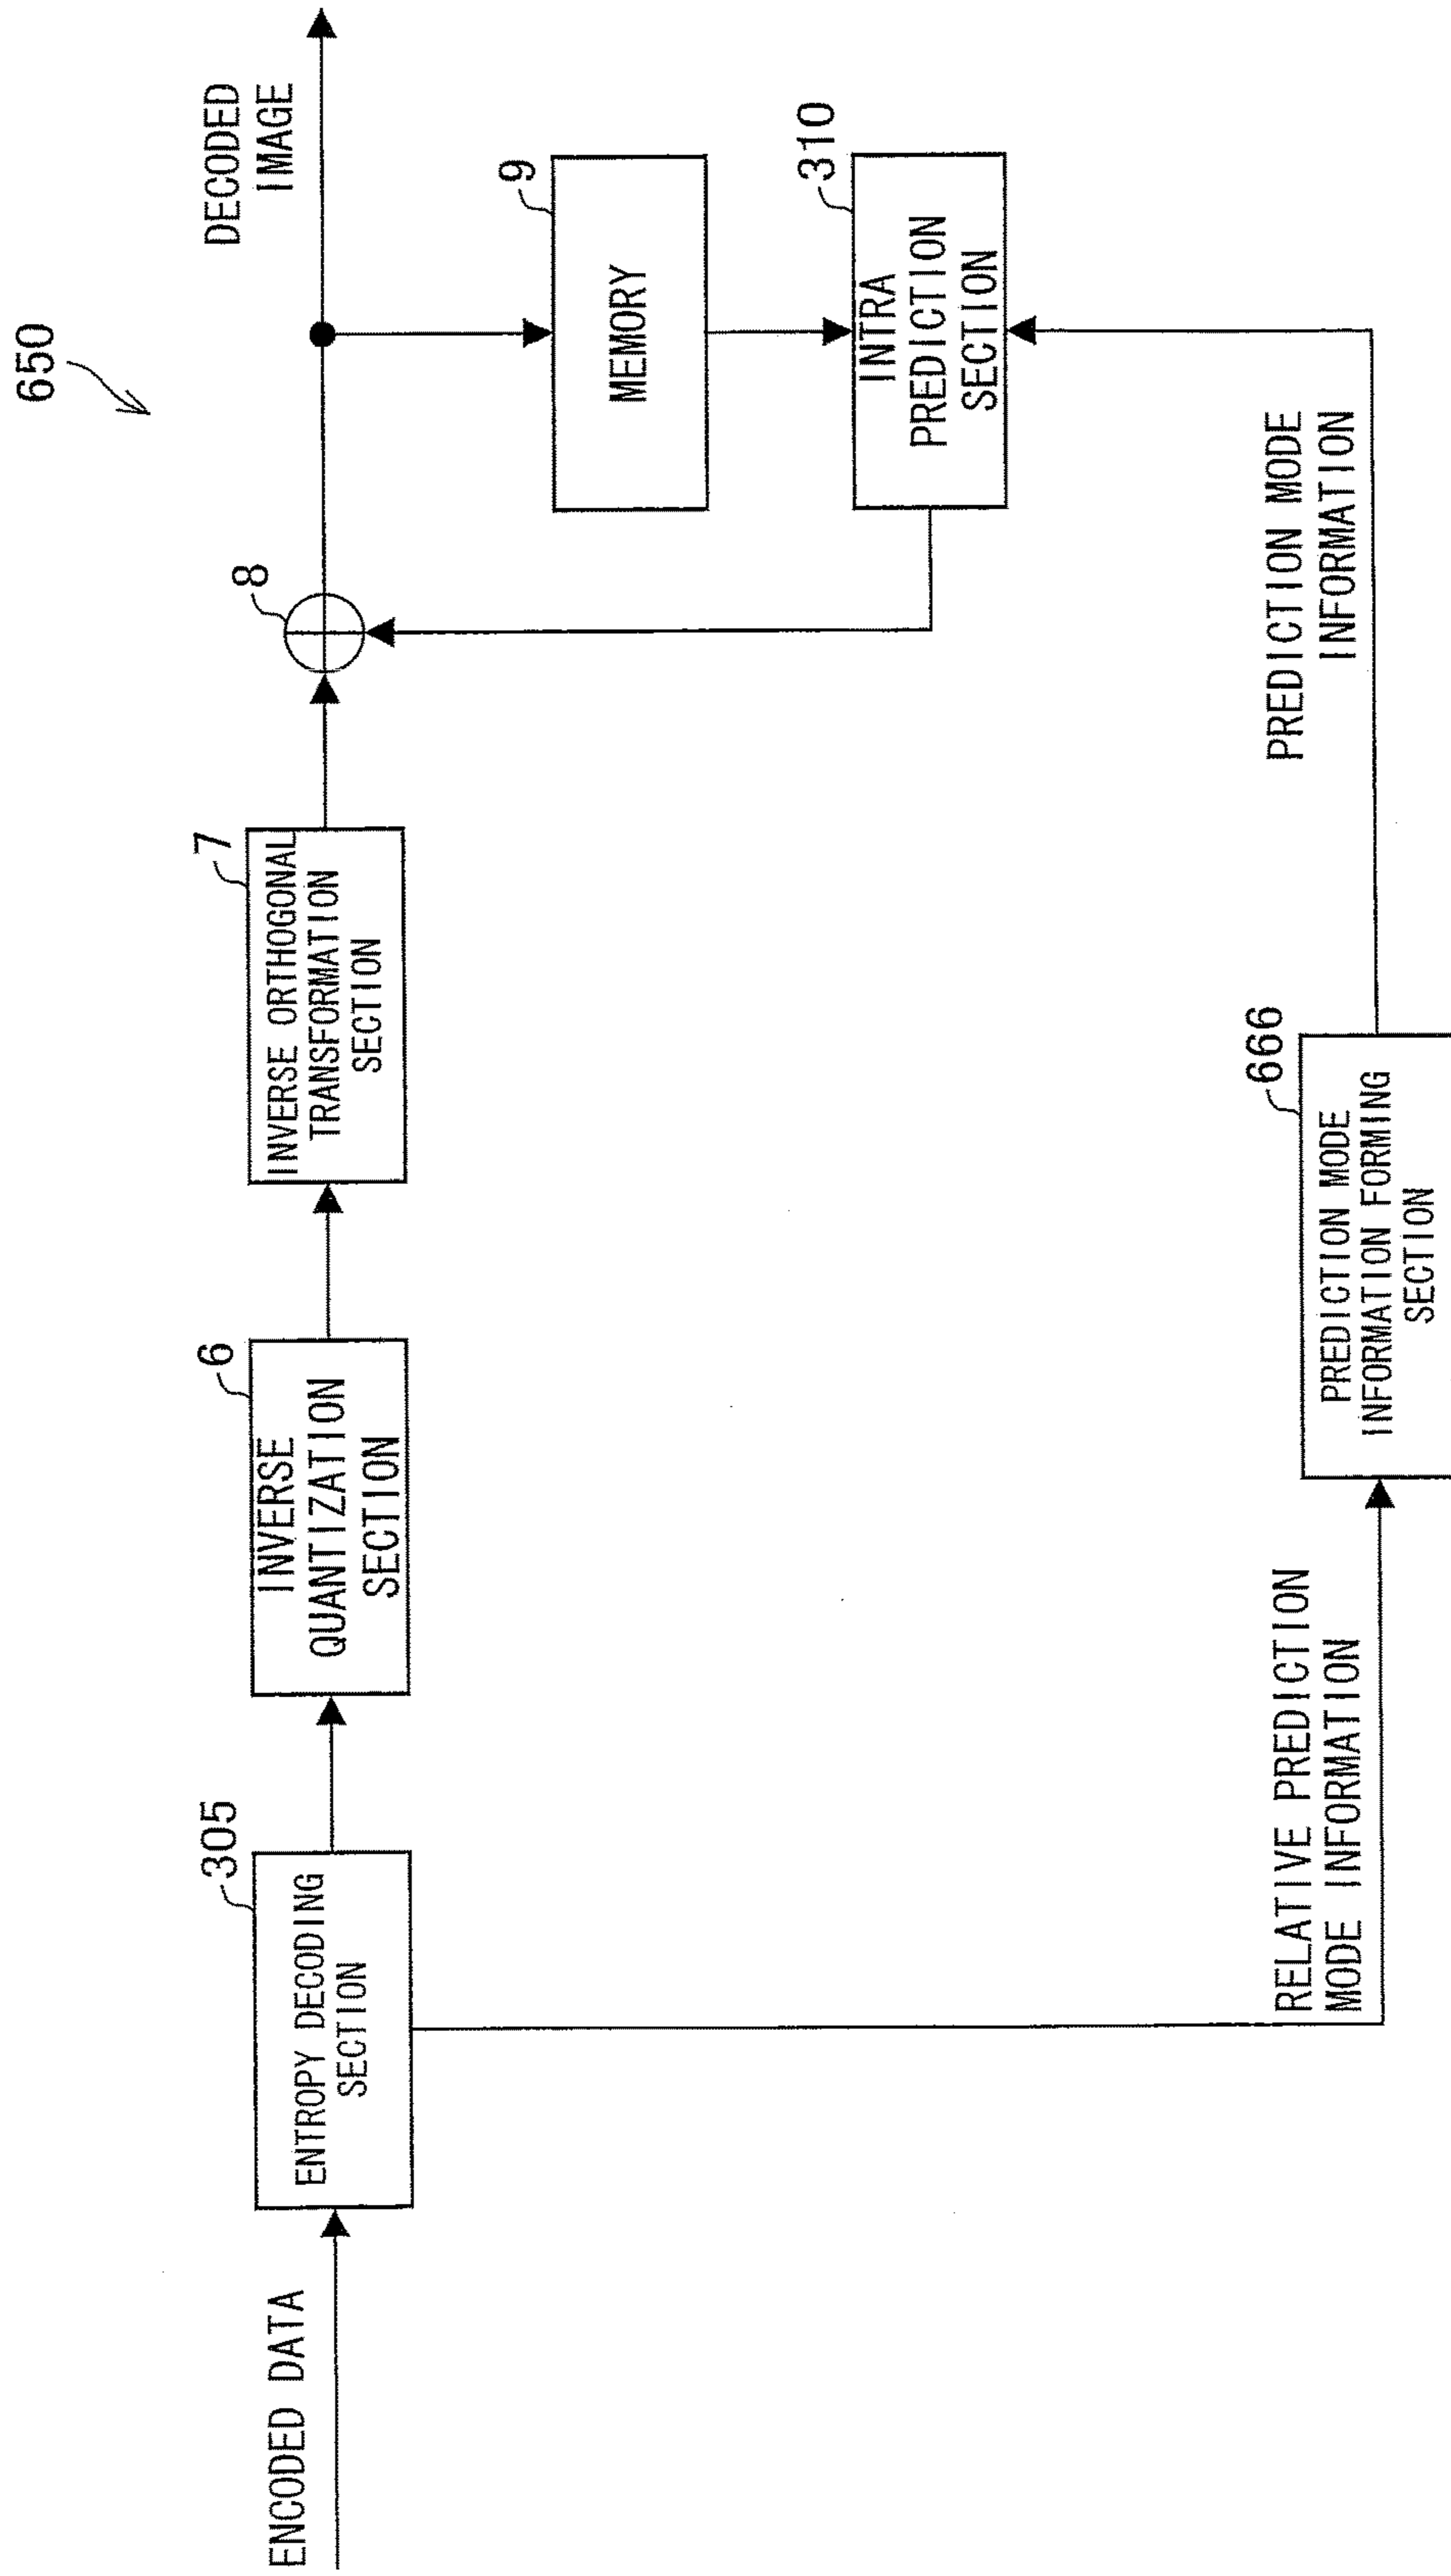 650
ENCODED DATA
305
ENTROPY DECODING
SECTION
6
INVERSE
QUANTIZATION
SECTION
7
INVERSE ORTHOGONAL
TRANSFORMATION
SECTION
8
DECODED
IMAGE
9
MEMORY
310
INTRA
PREDICTION
SECTION
RELATIVE PREDICTION
MODE INFORMATION
666
PREDICTION MODE
INFORMATION FORMING
SECTION
PREDICTION MODE
INFORMATION